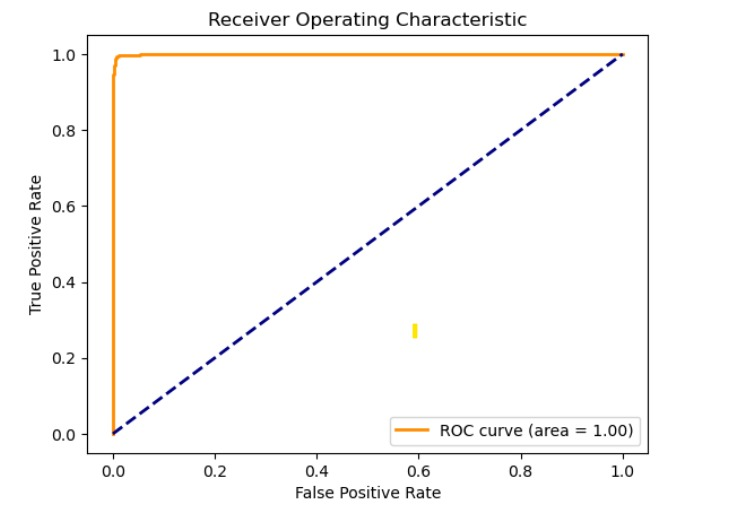 Receiver Operating Characteristic
1.0
0.8
0.6
0.4
0.2
0.0
True Positive Rate
ROC curve (area = 1.00)
0.0 0.2 0.4 0.6 0.8 1.0
False Positive Rate